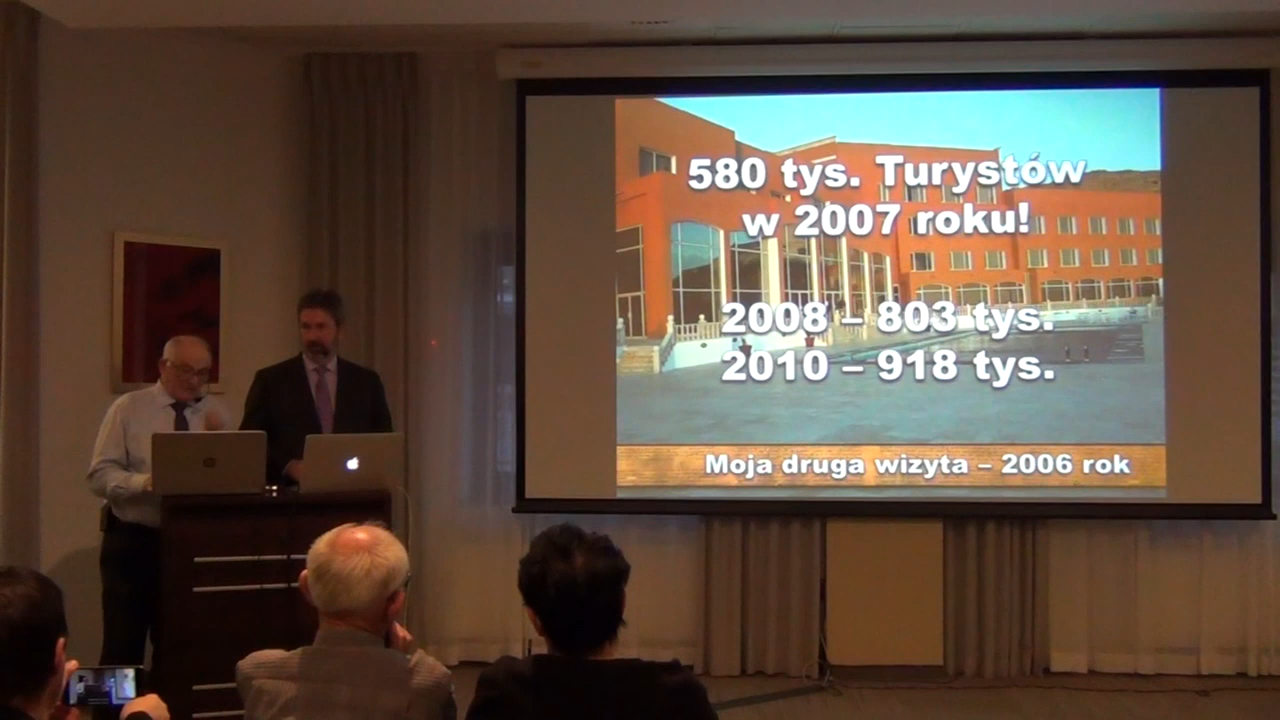 580 tys. Turystów
w 2007 roku!
2008 – 803 tys.
2010 – 918 tys.
Moja druga wizyta – 2006 rok